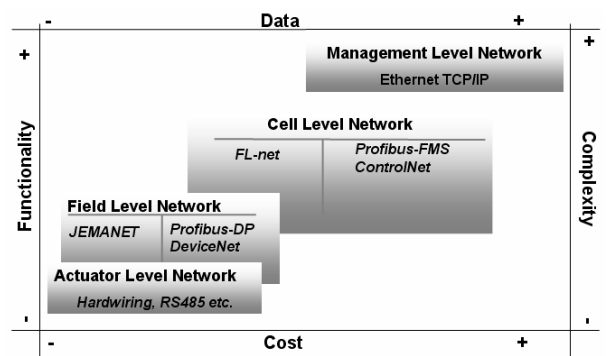 - Data +
+ +
Management Level Network
Ethernet TCP/IP
Cell Level Network
FL-net
Profibus-FMS
ControlNet
Functionality
Complexity
Field Level Network
JEMANET
Profibus-DP
DeviceNet
Actuator Level Network
Hardwiring, RS485 etc.
- -
- Cost +